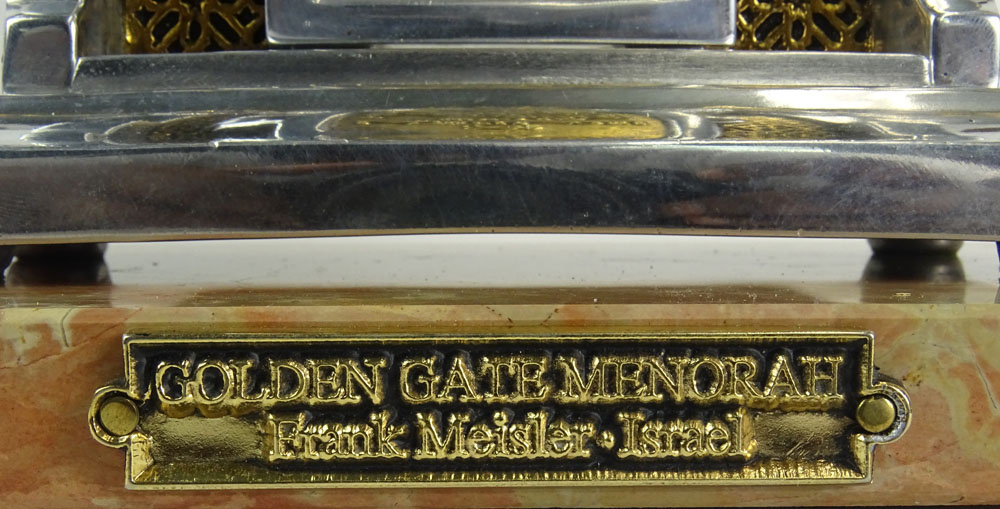 GOLDEN GATE MENORAH
Frank Meisler · Israel